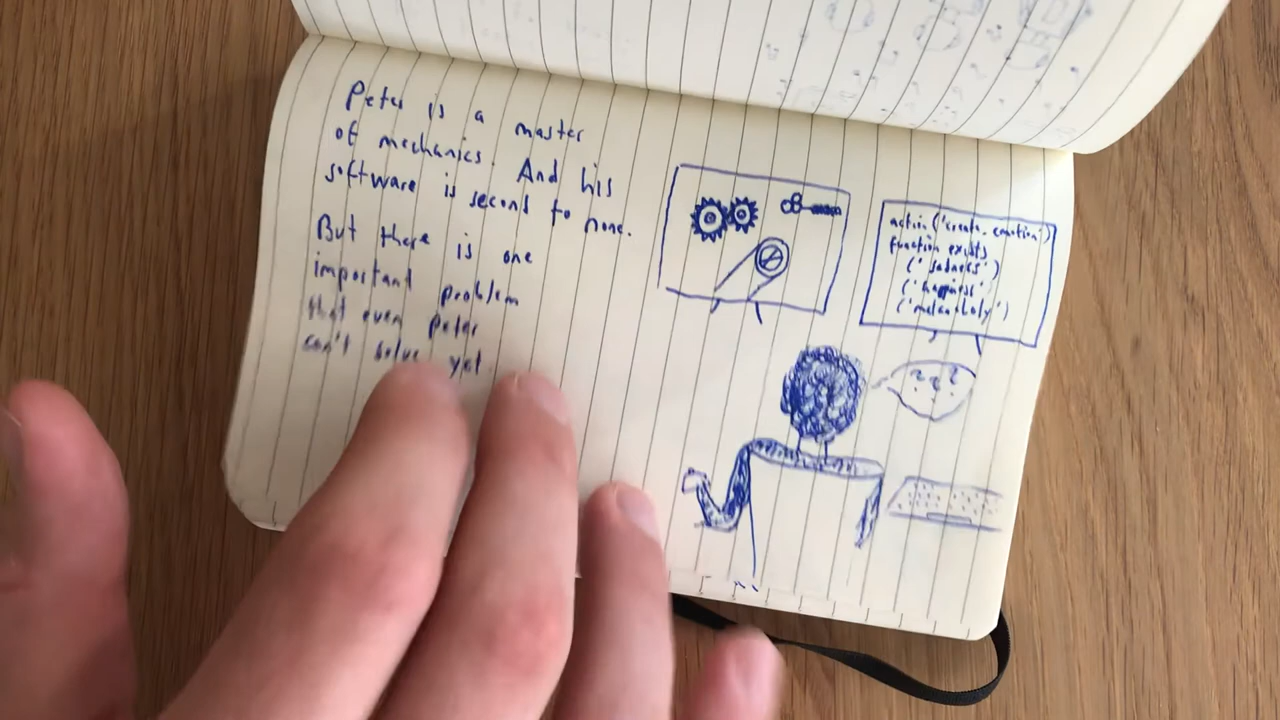 Peter is a master
of mechanics. And his
software is second to none.
But there is one
important problem
that even Peter
can't solve yet
action('create_emotion')
function exists
('sadness')
('happiness'
('melancholy')
? ? ?